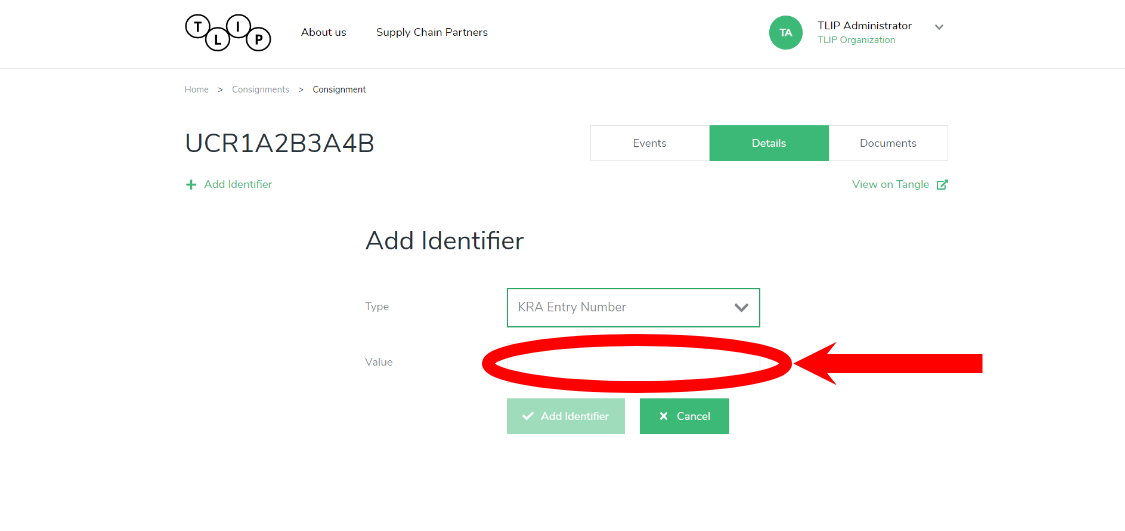 TLIP
About us
Supply Chain Partners
TA
TLIP Administrator
TLIP Organization
Home > Consignments > Consignment
UCR1A2B3A4B
Events
Details
Documents
Add Identifier
View on Tangle
Add Identifier
Type
KRA Entry Number
Value
Add Identifier
Cancel